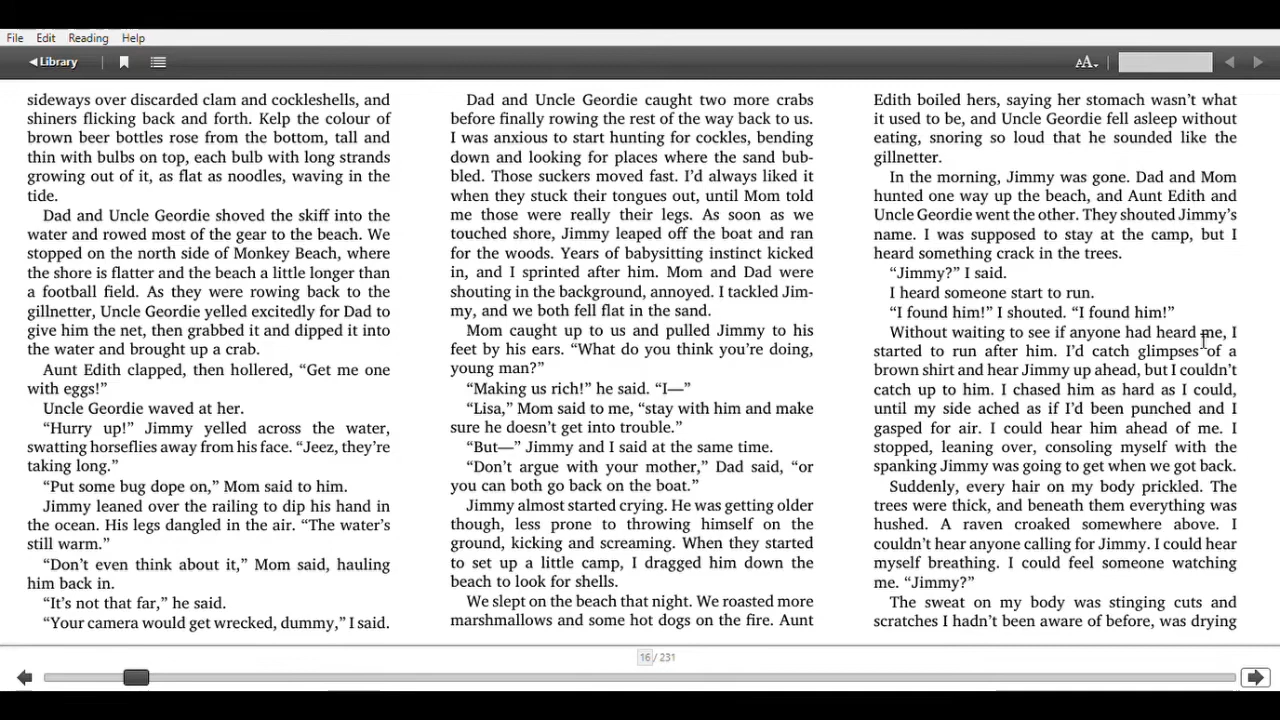 File Edit Reading Help
◀Library
AA
sideways over discarded clam and cockleshells, and
shiners flicking back and forth. Kelp the colour of
brown beer bottles rose from the bottom, tall and
thin with bulbs on top, each bulb with long strands
growing out of it, as flat as noodles, waving in the
tide.
Dad and Uncle Geordie shoved the skiff into the
water and rowed most of the gear to the beach. We
stopped on the north side of Monkey Beach, where
the shore is flatter and the beach a little longer than
a football field. As they were rowing back to the
gillnetter, Uncle Geordie yelled excitedly for Dad to
give him the net, then grabbed it and dipped it into
the water and brought up a crab.
Aunt Edith clapped, then hollered, “Get me one
with eggs!”
Uncle Geordie waved at her.
“Hurry up!” Jimmy yelled across the water,
swatting horseflies away from his face. “Jeez, they’re
taking long.”
“Put some bug dope on,” Mom said to him.
Jimmy leaned over the railing to dip his hand in
the ocean. His legs dangled in the air. “The water’s
still warm.”
“Don’t even think about it,” Mom said, hauling
him back in.
“It’s not that far,” he said.
“Your camera would get wrecked, dummy,” I said.
Dad and Uncle Geordie caught two more crabs
before finally rowing the rest of the way back to us.
I was anxious to start hunting for cockles, bending
down and looking for places where the sand bub-
bled. Those suckers moved fast. I’d always liked it
when they stuck their tongues out, until Mom told
me those were really their legs. As soon as we
touched shore, Jimmy leaped off the boat and ran
for the woods. Years of babysitting instinct kicked
in, and I sprinted after him. Mom and Dad were
shouting in the background, annoyed. I tackled Jim-
my, and we both fell flat in the sand.
Mom caught up to us and pulled Jimmy to his
feet by his ears. “What do you think you’re doing,
young man?”
“Making us rich!” he said. “I—”
“Lisa,” Mom said to me, “stay with him and make
sure he doesn’t get into trouble.”
“But—” Jimmy and I said at the same time.
“Don’t argue with your mother,” Dad said, “or
you can both go back on the boat.”
Jimmy almost started crying. He was getting older
though, less prone to throwing himself on the
ground, kicking and screaming. When they started
to set up a little camp, I dragged him down the
beach to look for shells.
We slept on the beach that night. We roasted more
marshmallows and some hot dogs on the fire. Aunt
Edith boiled hers, saying her stomach wasn’t what
it used to be, and Uncle Geordie fell asleep without
eating, snoring so loud that he sounded like the
gillnetter.
In the morning, Jimmy was gone. Dad and Mom
hunted one way up the beach, and Aunt Edith and
Uncle Geordie went the other. They shouted Jimmy’s
name. I was supposed to stay at the camp, but I
heard something crack in the trees.
“Jimmy?” I said.
I heard someone start to run.
“I found him!” I shouted. “I found him!”
Without waiting to see if anyone had heard me, I
started to run after him. I’d catch glimpses of a
brown shirt and hear Jimmy up ahead, but I couldn’t
catch up to him. I chased him as hard as I could,
until my side ached as if I’d been punched and I
gasped for air. I could hear him ahead of me. I
stopped, leaning over, consoling myself with the
spanking Jimmy was going to get when we got back.
Suddenly, every hair on my body prickled. The
trees were thick, and beneath them everything was
hushed. A raven croaked somewhere above. I
couldn’t hear anyone calling for Jimmy. I could hear
myself breathing. I could feel someone watching
me. “Jimmy?”
The sweat on my body was stinging cuts and
scratches I hadn’t been aware of before, was drying
16 / 231